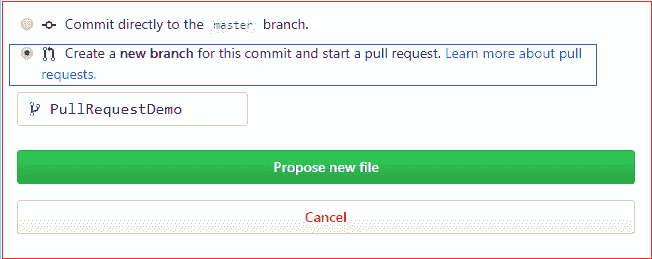 Commit directly to the master branch.
Create a new branch for this commit and start a pull request. Learn more about pull
requests.
PullRequestDemo
Propose new file
Cancel